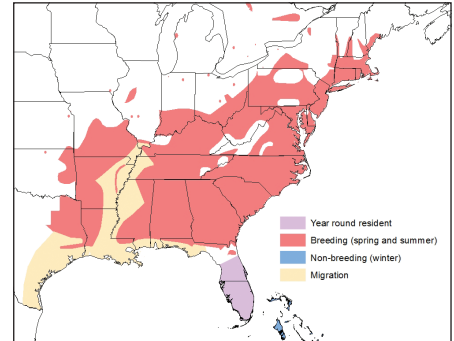 Year round resident
Breeding (spring and summer)
Non-breeding (winter)
Migration